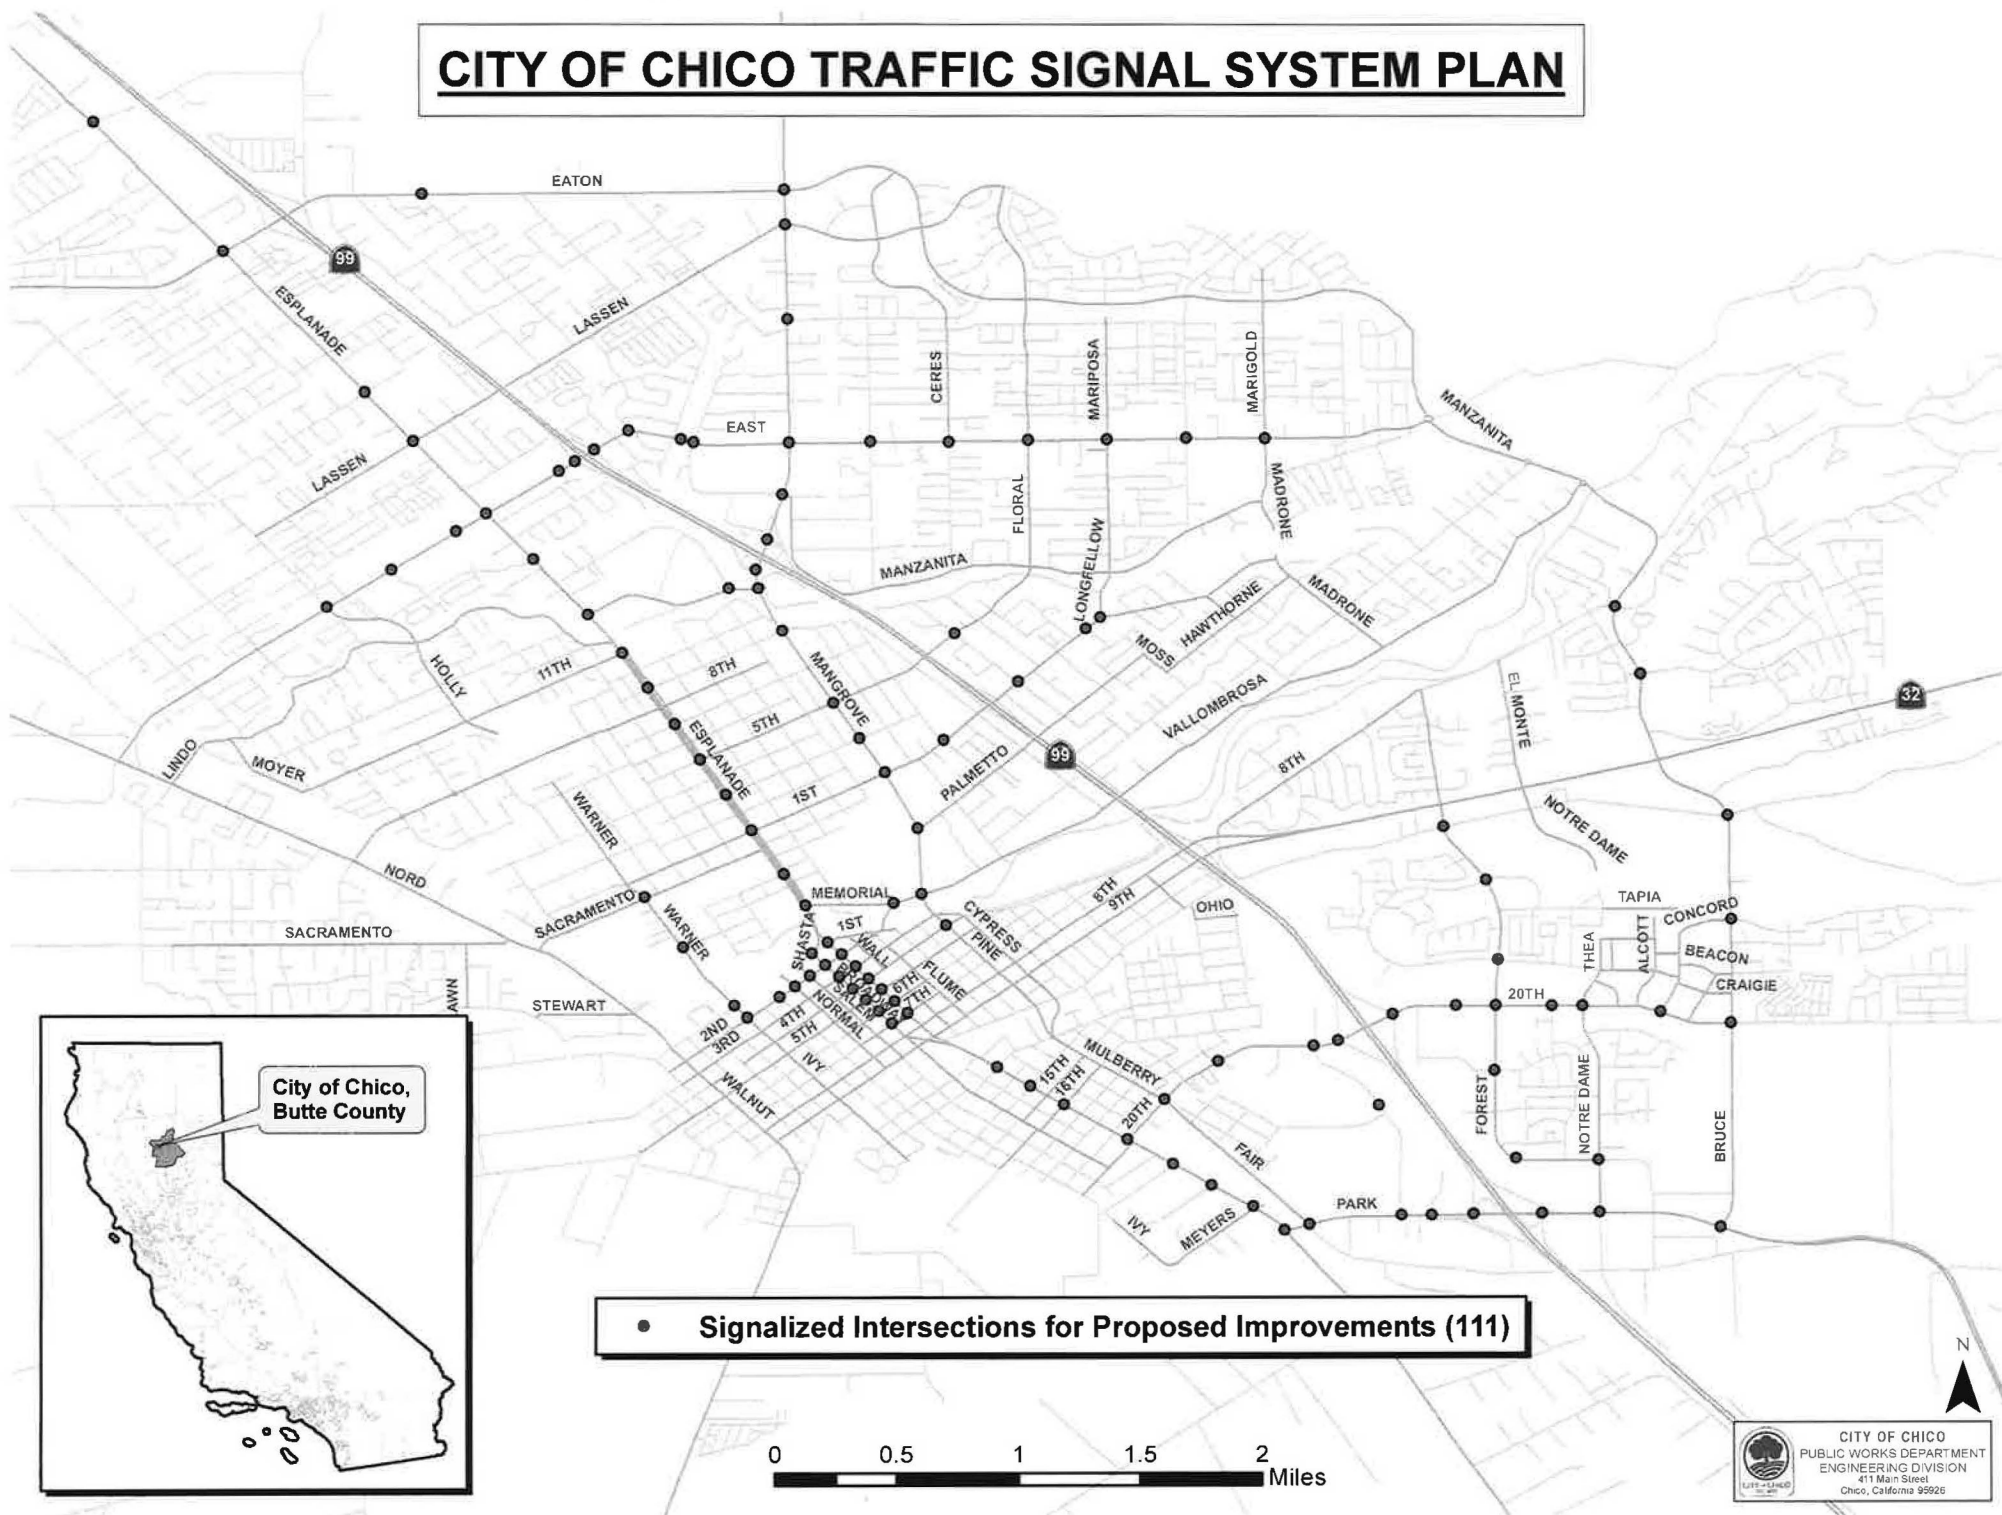 CITY OF CHICO TRAFFIC SIGNAL SYSTEM PLAN
EATON
99
ESPLANADE
LASSEN
CERES
MARIPOSA
MARIGOLD
MANZANITA
EAST
LASSEN
FLORAL
MADRONE
LONGFELLOW
MANZANITA
HAWTHORNE
MADRONE
MOSS
HOLLY
11TH
8TH
MANGROVE
5TH
ESPLANADE
VALLOMBROSA
EL MONTE
32
99
LINDO
MOYER
PALMETTO
8TH
1ST
WARNER
NOTRE DAME
NORD
MEMORIAL
8TH
9TH
OHIO
TAPIA
CONCORD
SACRAMENTO
SACRAMENTO
WARNER
SHASTA
1ST
WALL
CYPRESS
PINE
THEA
ALCOTT
BEACON
CRAIGIE
FLUME
6TH
7TH
BROADWAY
SALEM
NORMAL
STEWART
AWN
2ND
3RD
4TH
5TH
IVY
WALNUT
20TH
MULBERRY
15TH
16TH
20TH
FOREST
NOTRE DAME
BRUCE
FAIR
PARK
IVY
MEYERS
City of Chico,
Butte County
Signalized Intersections for Proposed Improvements (111)
0 0.5 1 1.5 2
Miles
N
CITY OF CHICO
PUBLIC WORKS DEPARTMENT
ENGINEERING DIVISION
411 Main Street
Chico, California 95926